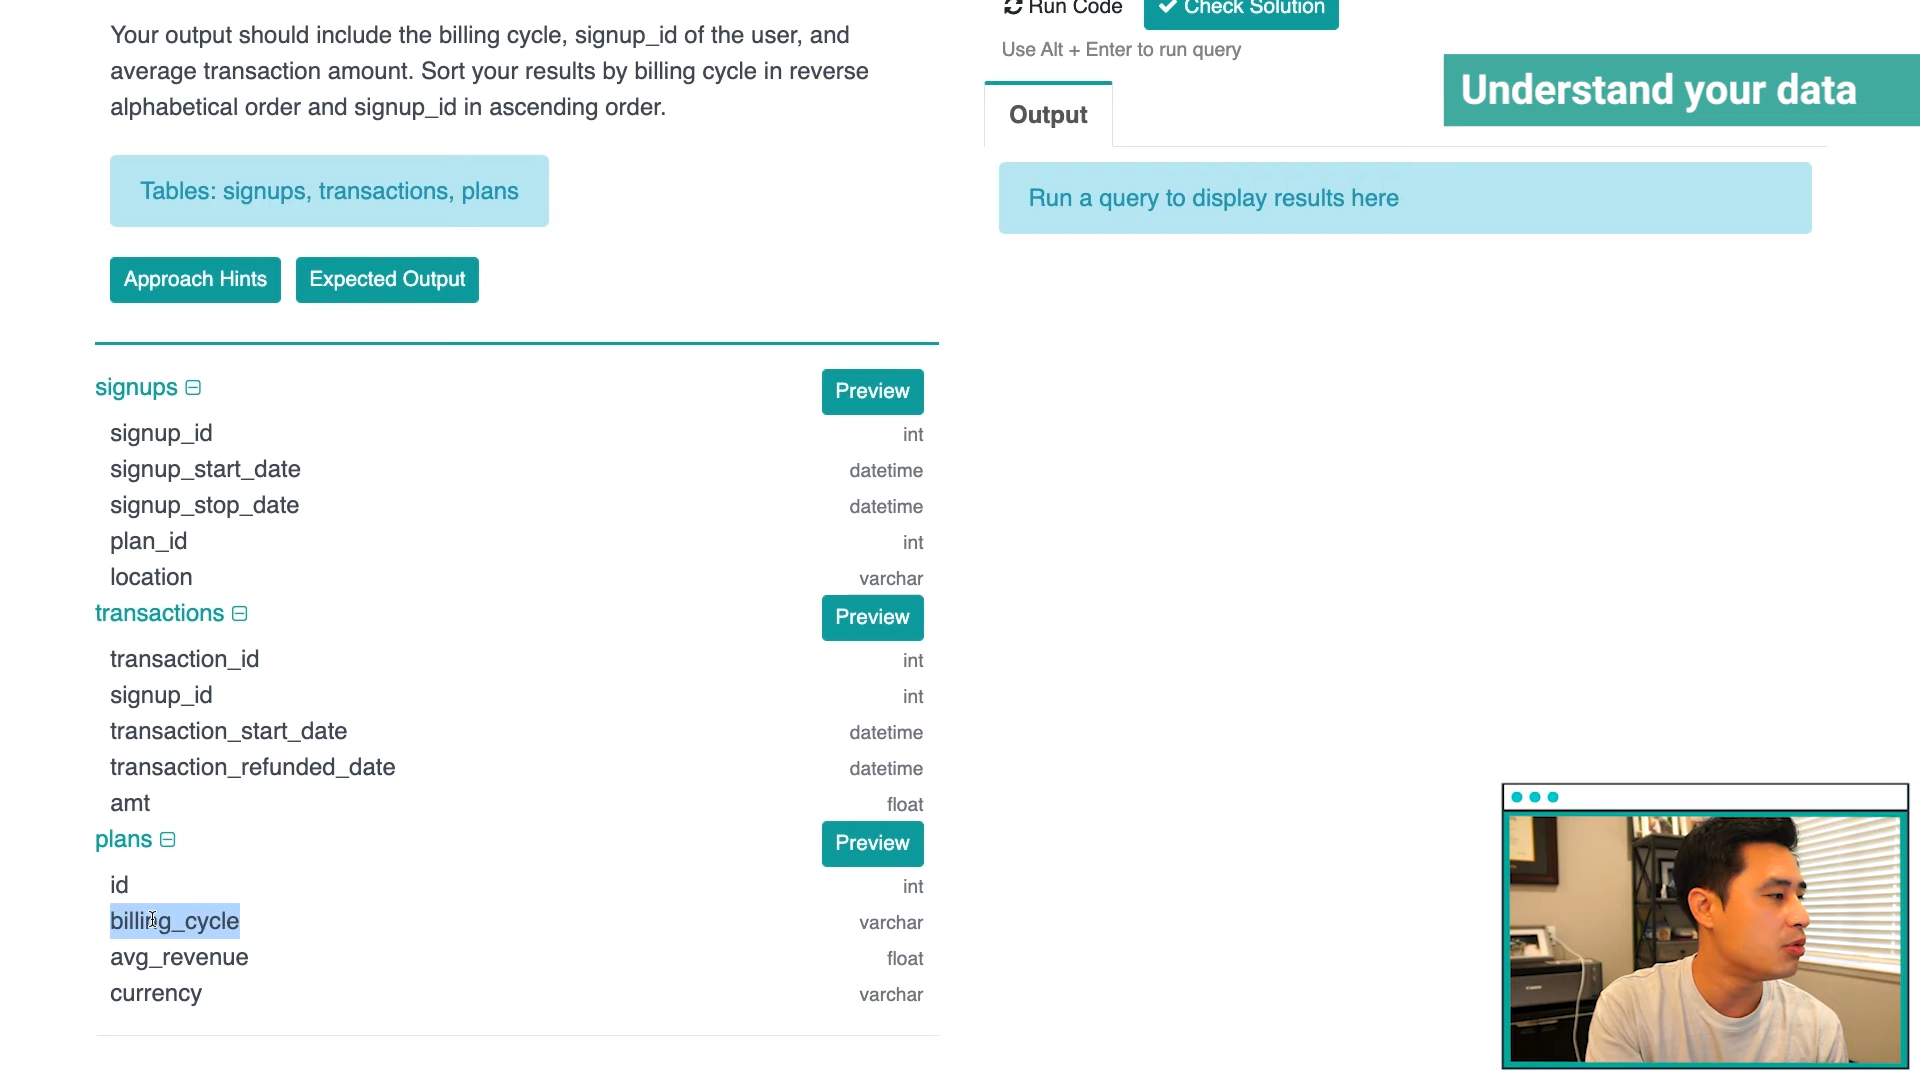 Your output should include the billing cycle, signup_id of the user, and
average transaction amount. Sort your results by billing cycle in reverse
alphabetical order and signup_id in ascending order.
Tables: signups, transactions, plans
Approach Hints
Expected Output
signups
Preview
signup_id int
signup_start_date datetime
signup_stop_date datetime
plan_id int
location varchar
transactions
Preview
transaction_id int
signup_id int
transaction_start_date datetime
transaction_refunded_date datetime
amt float
plans
Preview
id int
billing_cycle varchar
avg_revenue float
currency varchar
Run Code
Check Solution
Use Alt + Enter to run query
Understand your data
Output
Run a query to display results here